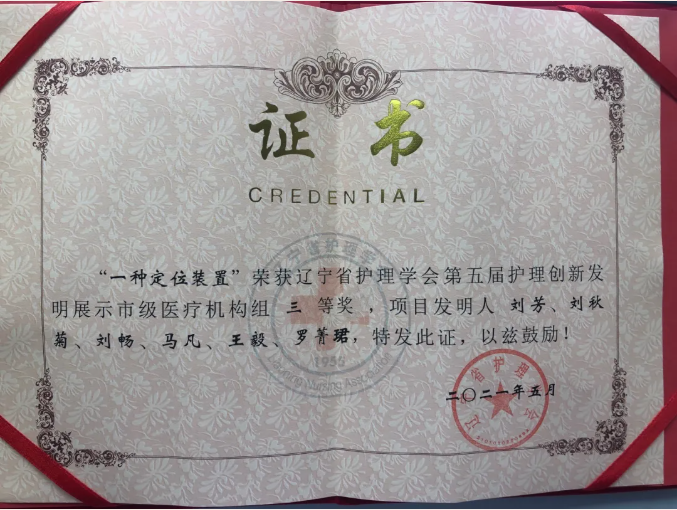 证书
CREDENTIAL
“一种定位装置”荣获辽宁省护理学会第五届护理创新发
明展示市级医疗机构组 三 等奖，项目发明人 刘芳、刘秋
菊、刘畅、马凡、王毅、罗菁珺，特发此证，以兹鼓励！
1956
二〇二一年五月